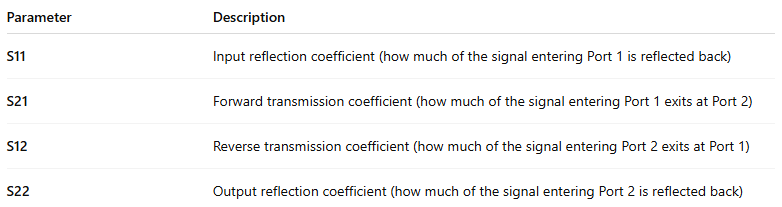 Parameter Description
S11 Input reflection coefficient (how much of the signal entering Port 1 is reflected back)
S21 Forward transmission coefficient (how much of the signal entering Port 1 exits at Port 2)
S12 Reverse transmission coefficient (how much of the signal entering Port 2 exits at Port 1)
S22 Output reflection coefficient (how much of the signal entering Port 2 is reflected back)